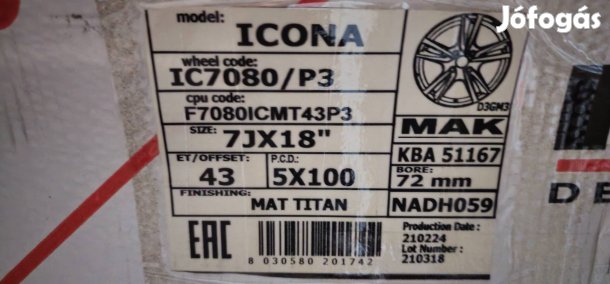 Jófogás
model: ICONA
wheel code:
IC7080/P3
cpu code:
F7080ICMT43P3
SIZE: 7JX18"
ET/OFFSET: 43
P.C.D.: 5X100
FINISHING: MAT TITAN
D3GM3
MAK
KBA 51167
BORE:
72 mm
NADH059
EAC
8 030580 201742
Production Date :
210224
Lot Number :
210318
DE